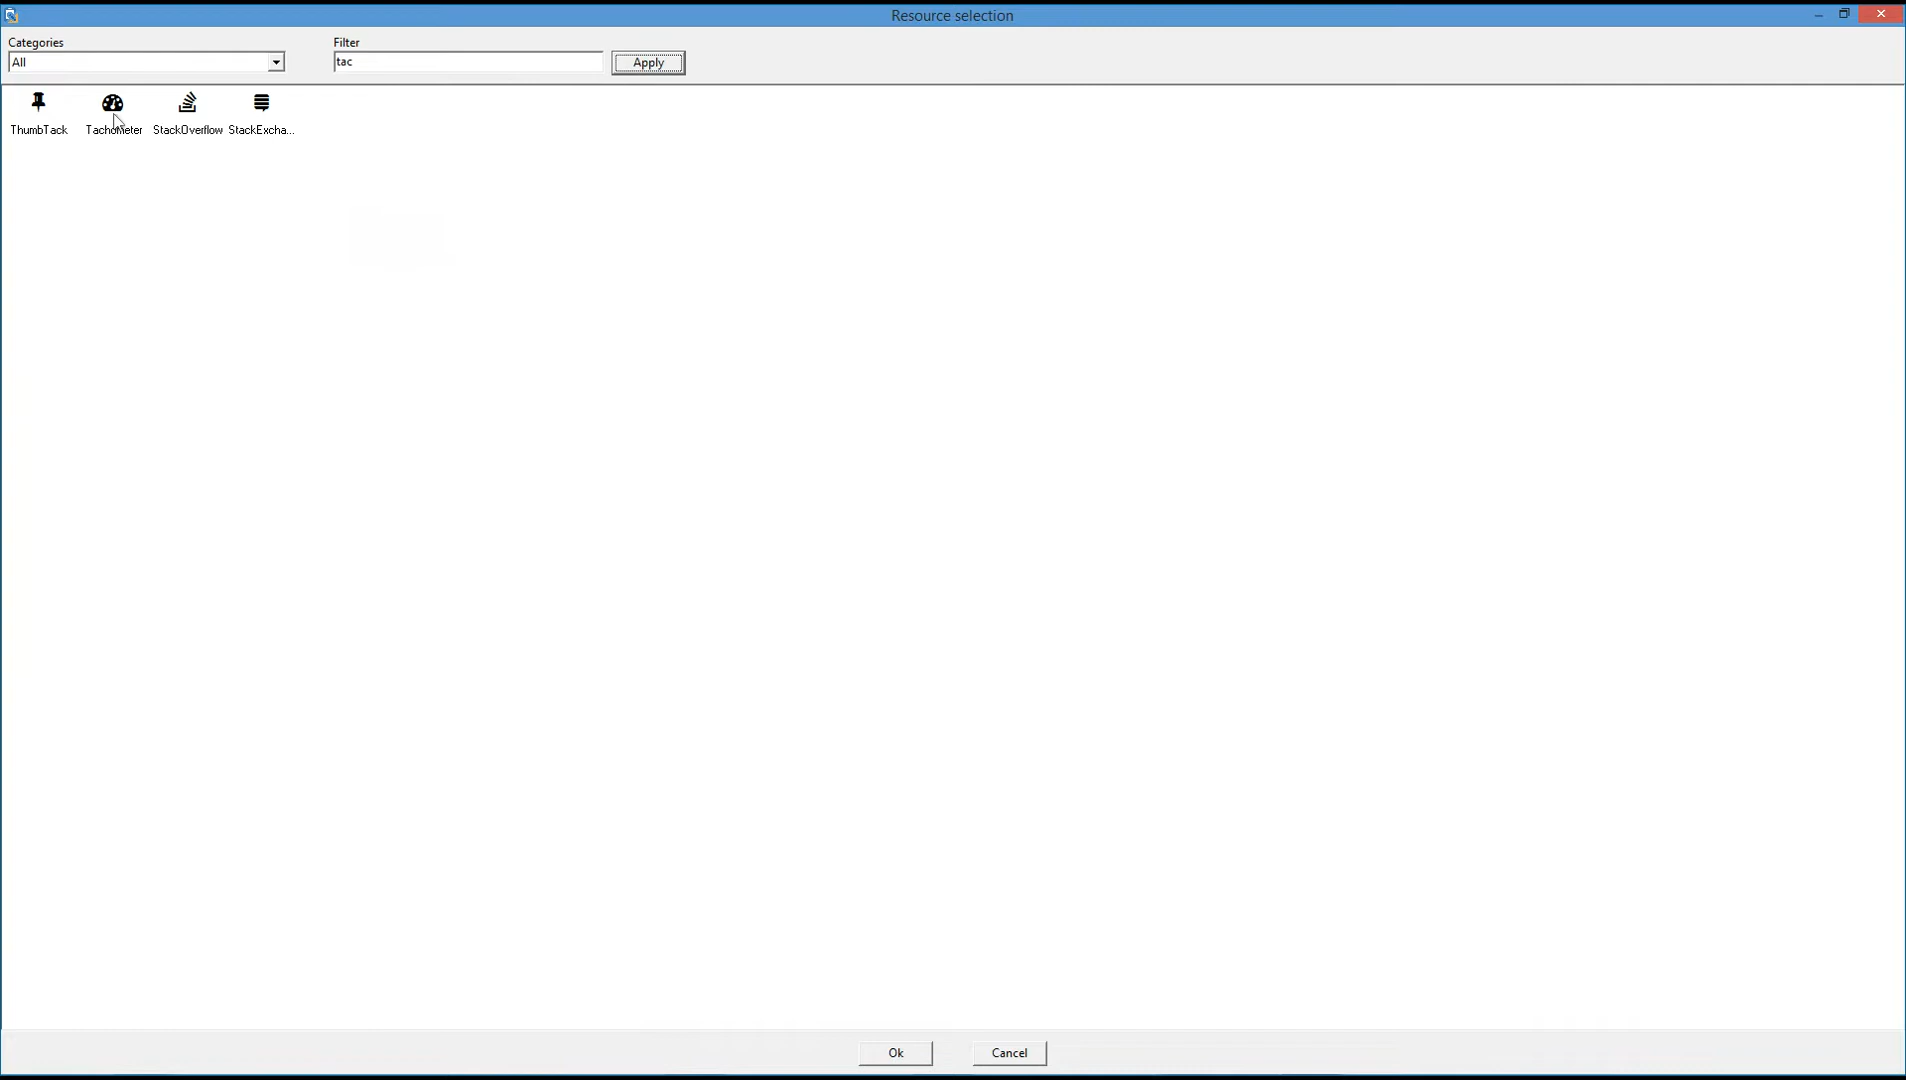 Resource selection
Categories
Filter
All
tac
Apply
ThumbTack
Tachometer
StackOverflow
StackExcha...
Ok
Cancel